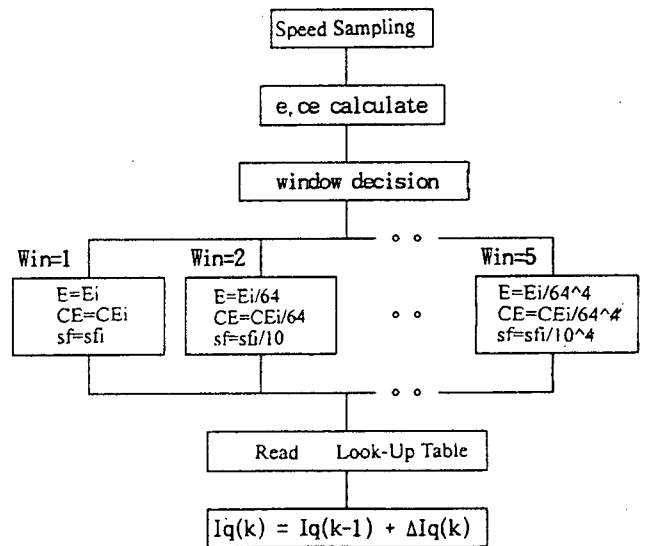 Speed Sampling
e, ce calculate
window decision
Win=1
Win=2
Win=5
E=Ei
CE=CEi
sf=sfi
E=Ei/64
CE=CEi/64
sf=sfi/10
E=Ei/64^4
CE=CEi/64^4
sf=sfi/10^4
Read Look-Up Table
Iq(k) = Iq(k-1) + ΔIq(k)